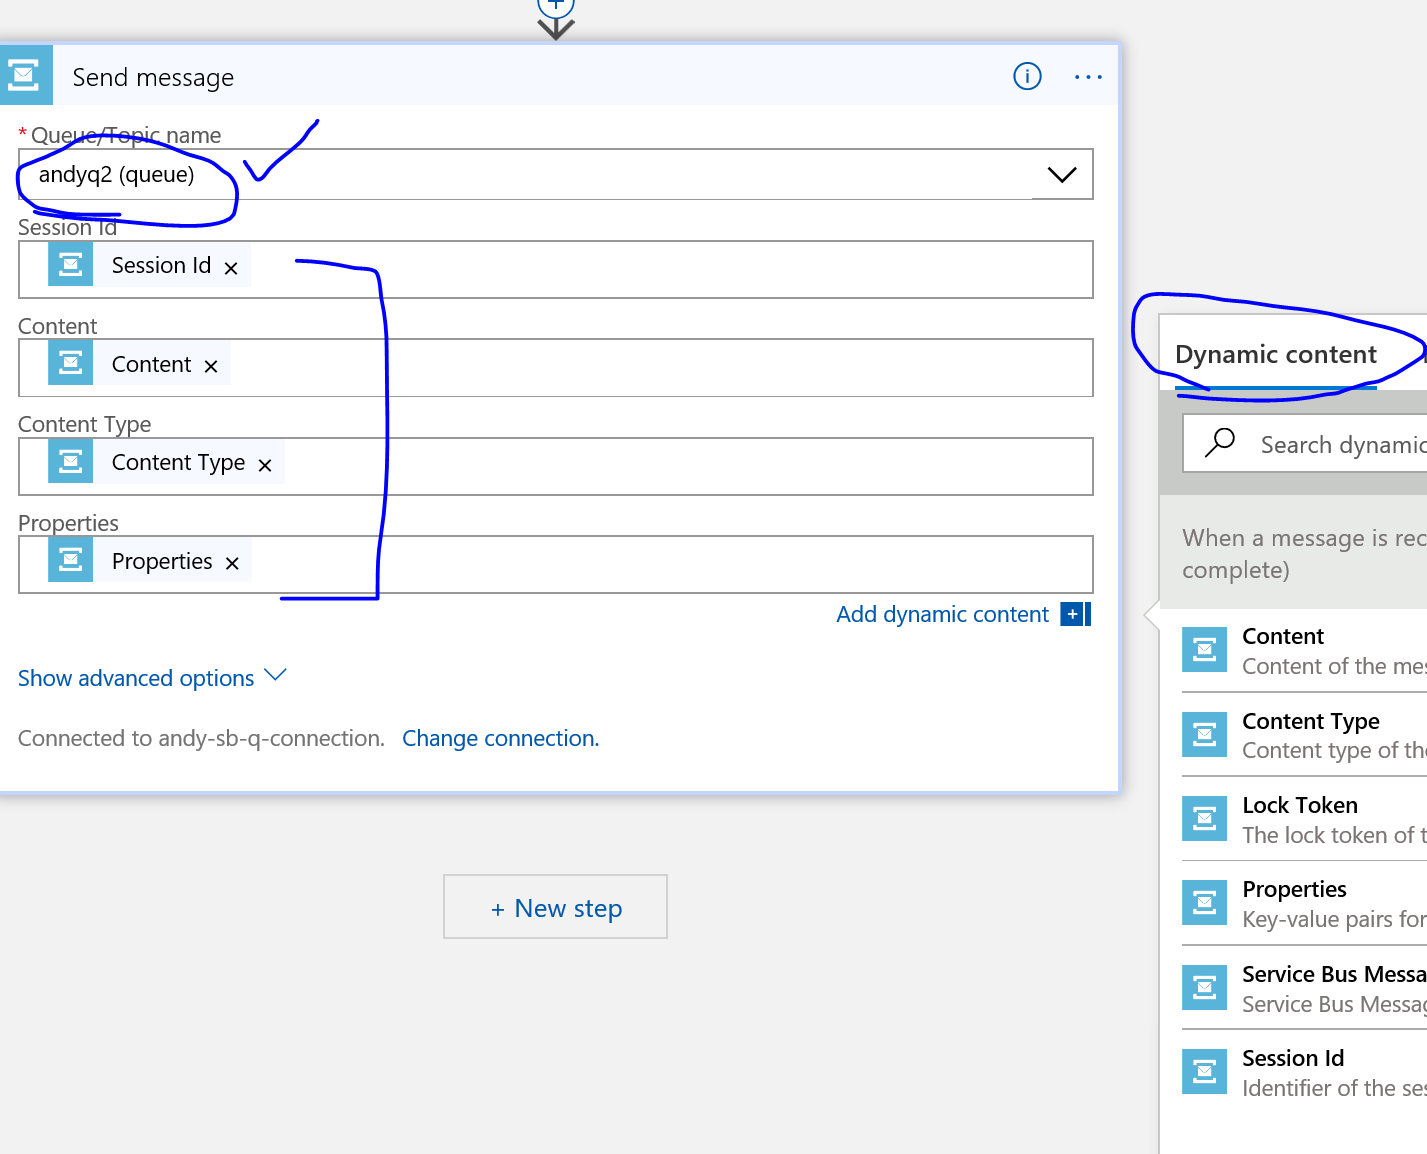 Send message
* Queue/Topic name
andyq2 (queue)
Session Id
Session Id ×
Content
Content ×
Content Type
Content Type ×
Properties
Properties ×
Add dynamic content
Show advanced options
Connected to andy-sb-q-connection. Change connection.
+ New step
Dynamic content
Search dynamic
When a message is rec
complete)
Content
Content of the mes
Content Type
Content type of the
Lock Token
The lock token of t
Properties
Key-value pairs for
Service Bus Messa
Service Bus Messag
Session Id
Identifier of the ses